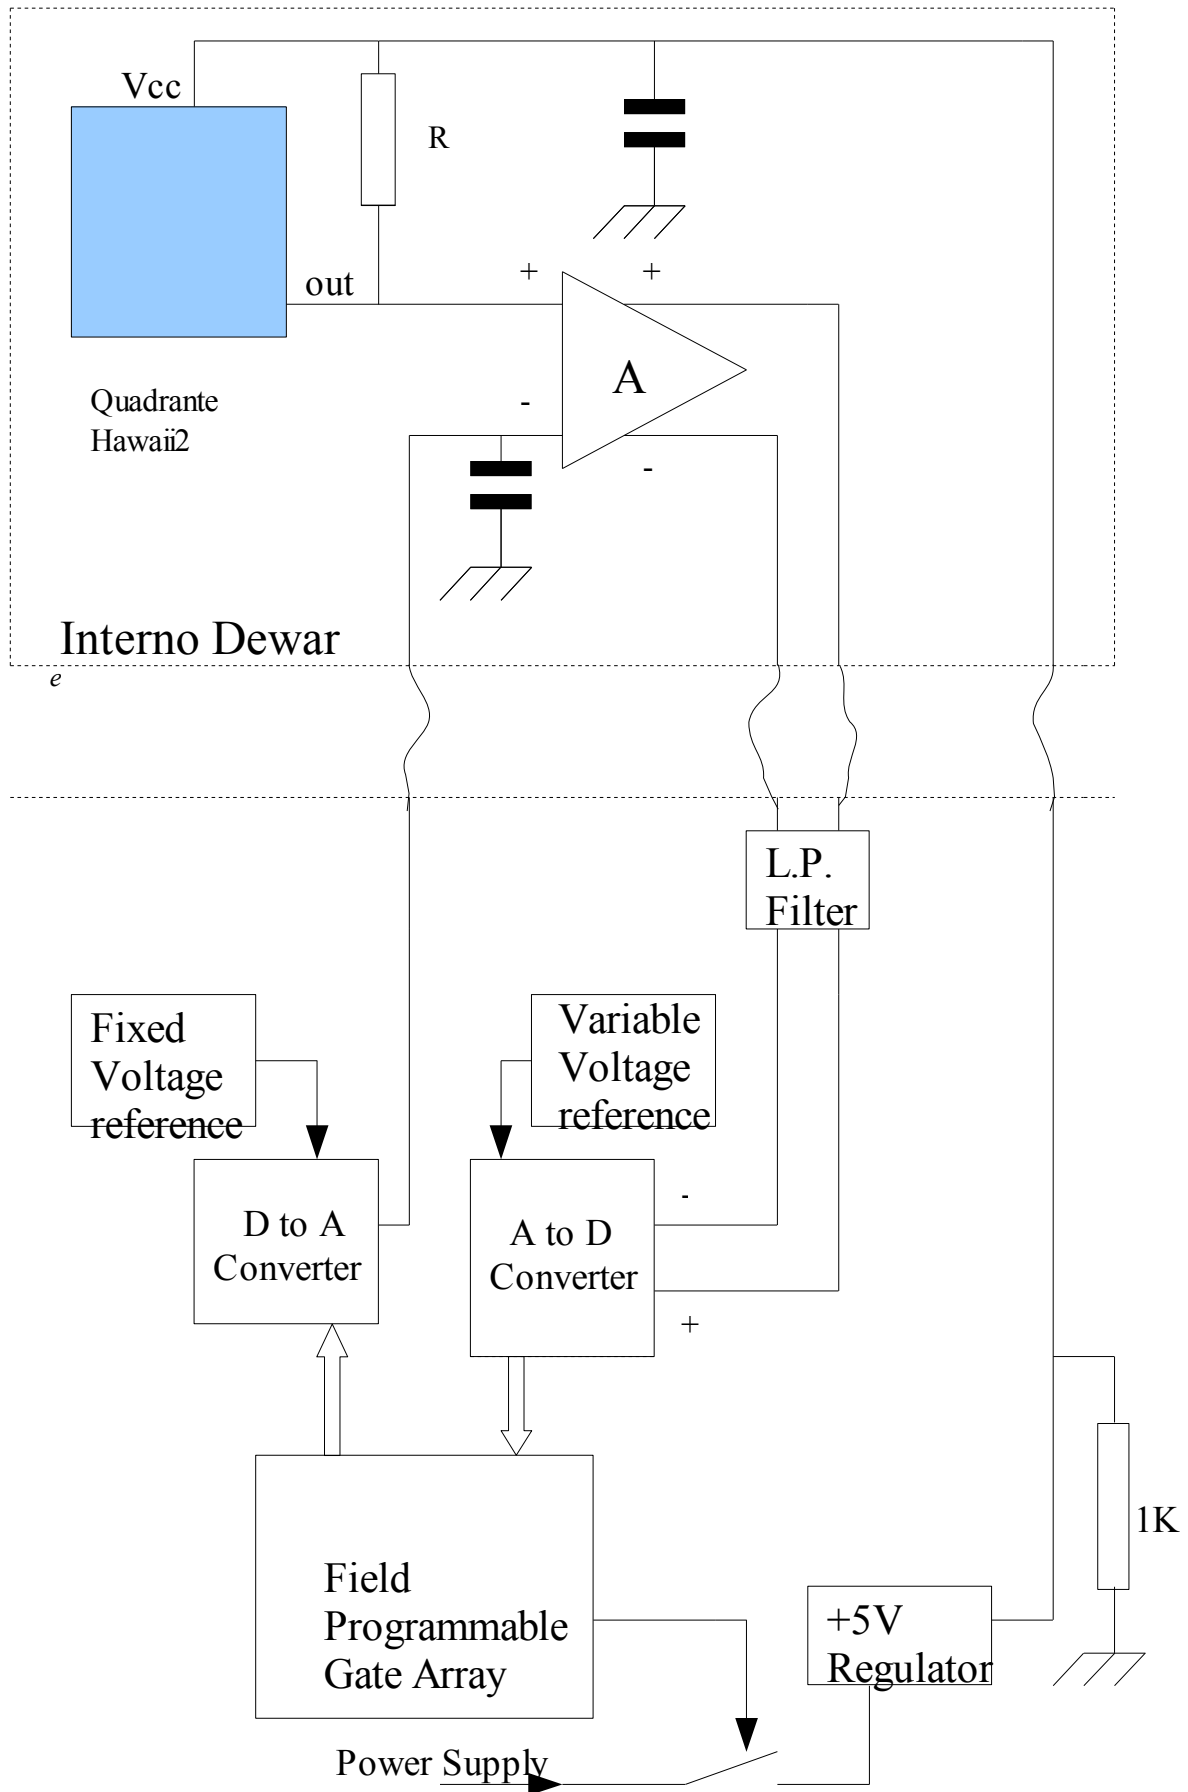 Vcc
R
out
+
+
A
-
-
Quadrante
Hawaii2
Interno Dewar
e
L.P.
Filter
Fixed
Voltage
reference
Variable
Voltage
reference
D to A
Converter
A to D
Converter
-
+
1K
Field
Programmable
Gate Array
+5V
Regulator
Power Supply